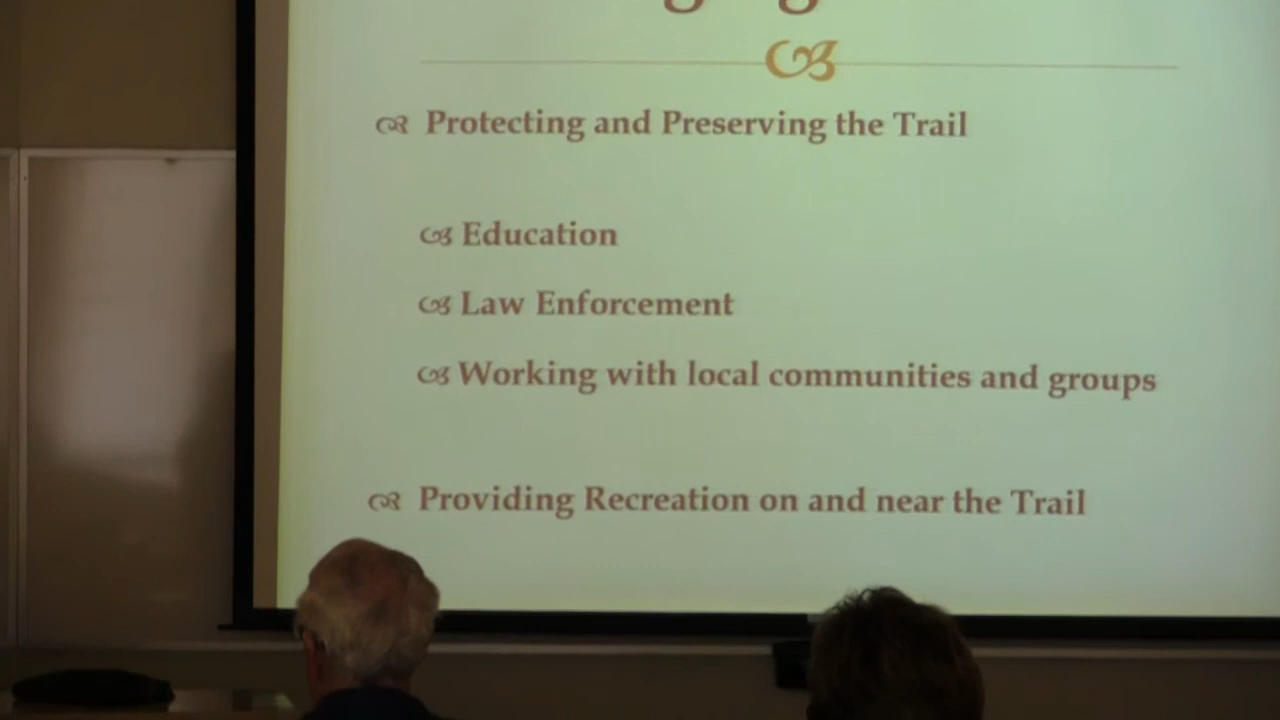 Protecting and Preserving the Trail
Education
Law Enforcement
Working with local communities and groups
Providing Recreation on and near the Trail